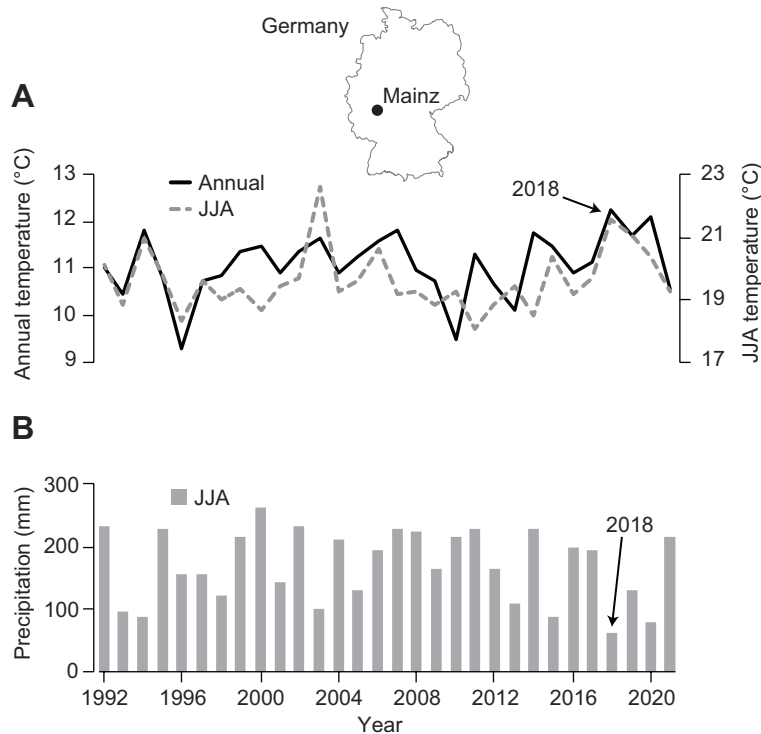 Germany
Mainz
A
Annual temperature (°C)
13
12
11
10
9
Annual
JJA
2018
23
21
19
17
JJA temperature (°C)
B
Precipitation (mm)
300
200
100
0
JJA
2018
1992 1996 2000 2004 2008 2012 2016 2020
Year